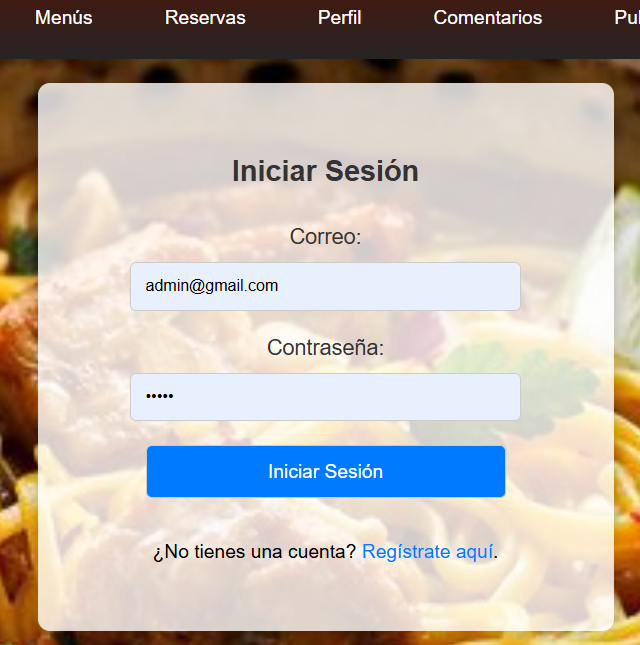 Menús Reservas Perfil Comentarios
Iniciar Sesión
Correo:
admin@gmail.com
Contraseña:
•••••
Iniciar Sesión
¿No tienes una cuenta? Regístrate aquí.